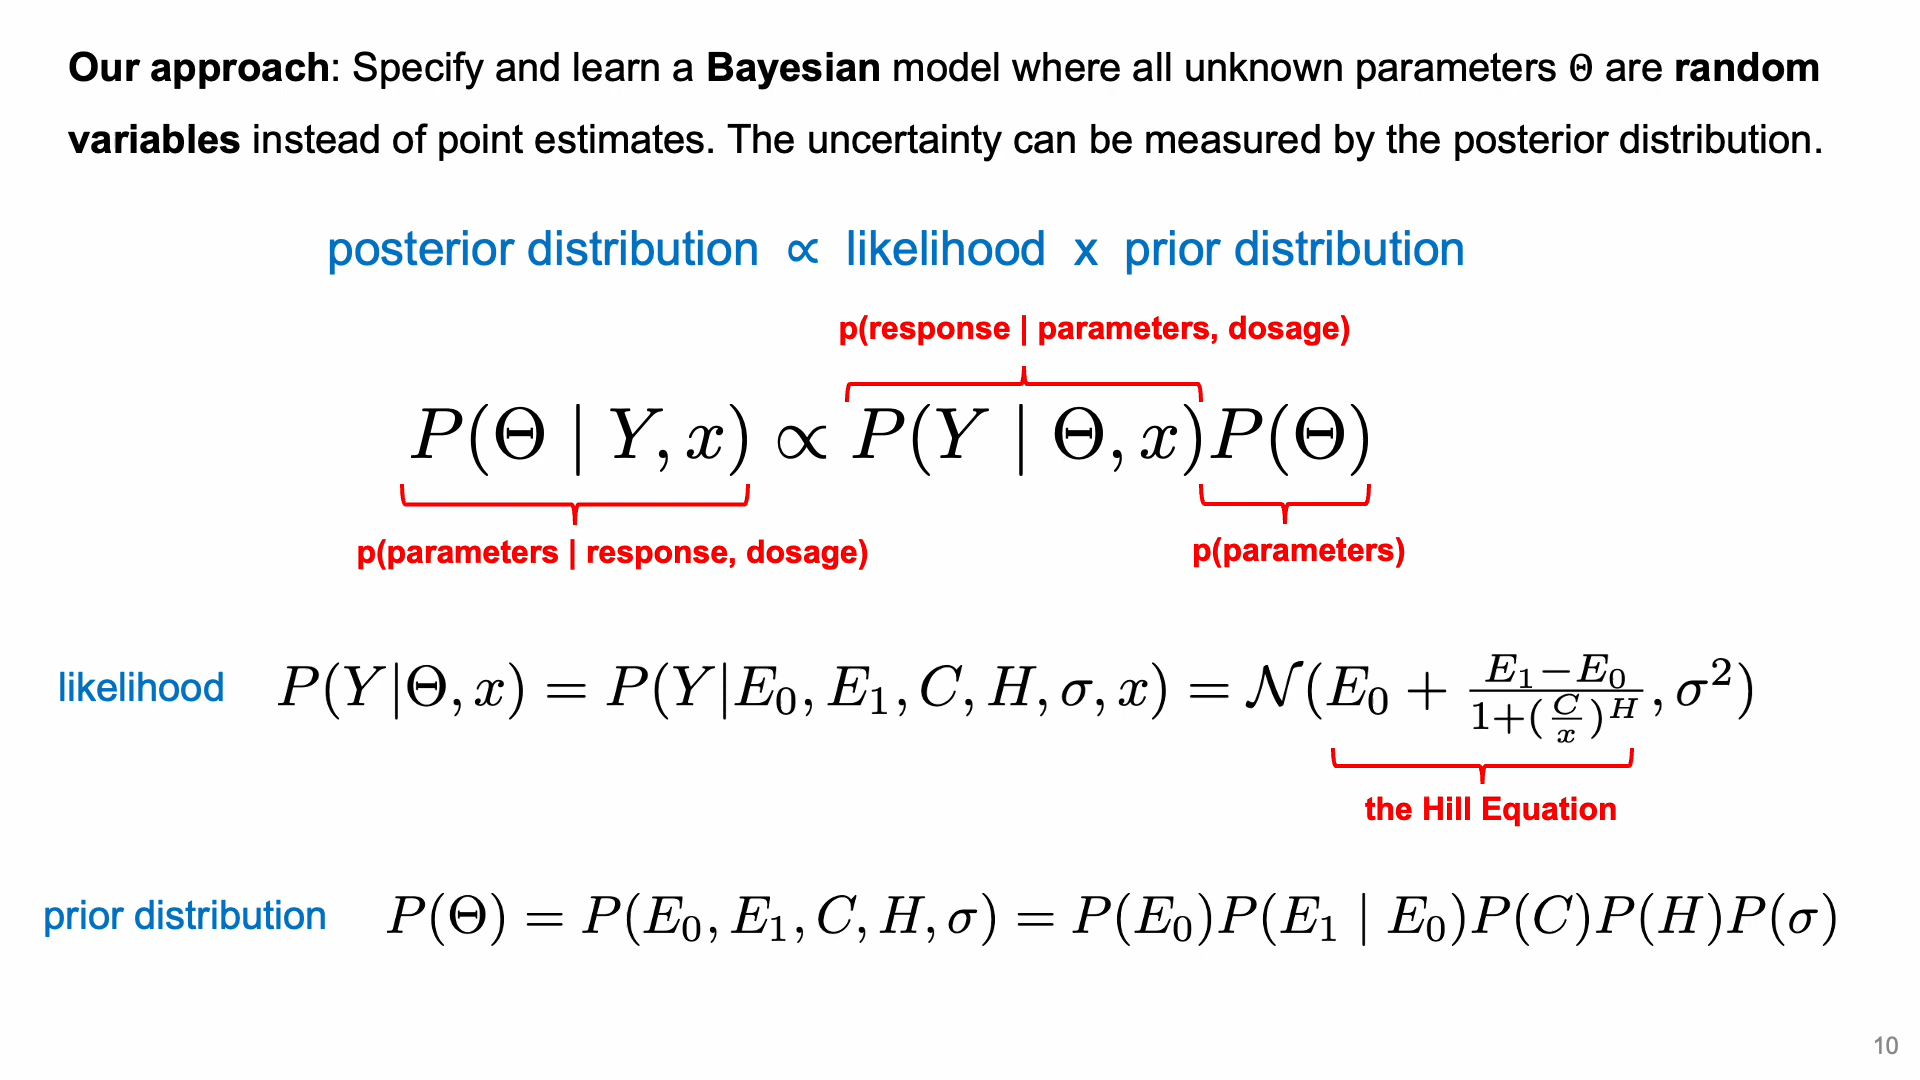 Our approach: Specify and learn a Bayesian model where all unknown parameters Θ are random
variables instead of point estimates. The uncertainty can be measured by the posterior distribution.
posterior distribution ∝ likelihood x prior distribution
p(response | parameters, dosage)
P(Θ | Y, x) ∝ P(Y | Θ, x)P(Θ)
p(parameters | response, dosage)
p(parameters)
likelihood P(Y|Θ, x) = P(Y|E₀, E₁, C, H, σ, x) = 𝒩(E₀ + \frac{E₁−E₀}{1+(\frac{C}{x})^H}, σ²)
the Hill Equation
prior distribution P(Θ) = P(E₀, E₁, C, H, σ) = P(E₀)P(E₁ | E₀)P(C)P(H)P(σ)
10